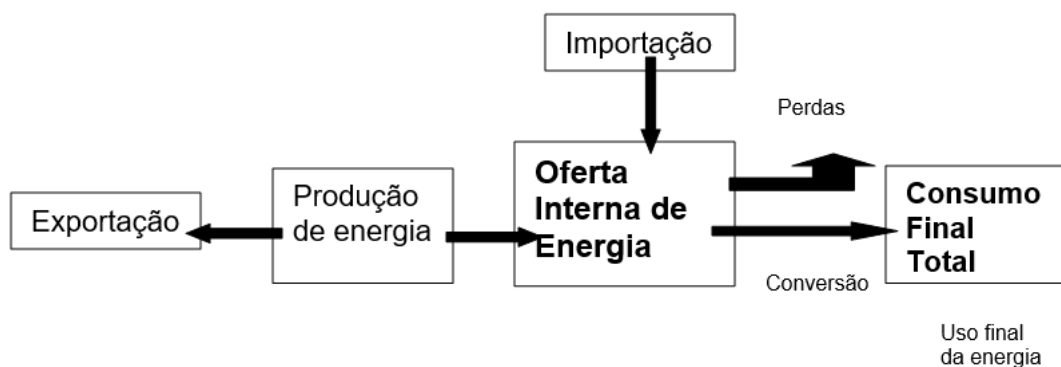 Importação
Perdas
Exportação
Produção
de energia
Oferta
Interna de
Energia
Consumo
Final
Total
Conversão
Uso final
da energia